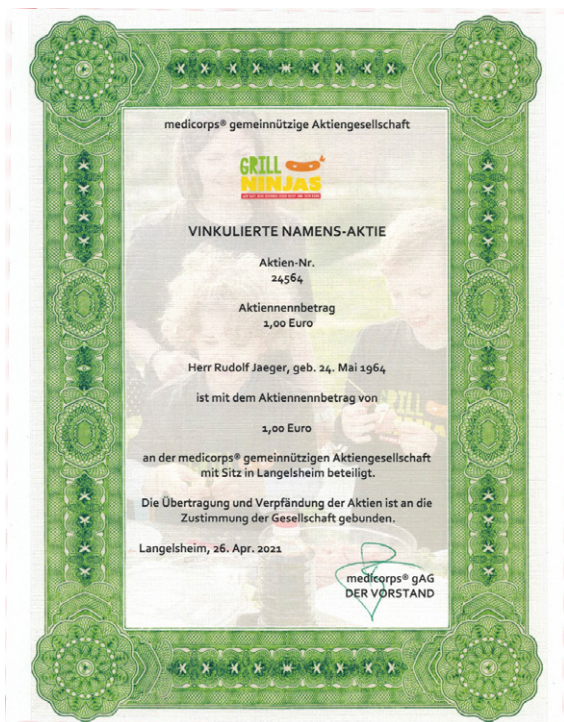 medicorps® gemeinnützige Aktiengesellschaft
GRILL
NINJAS
VINKULIERTE NAMENS-AKTIE
Aktien-Nr.
24564
Aktiennennbetrag
1,00 Euro
Herr Rudolf Jaeger, geb. 24. Mai 1964
ist mit dem Aktiennennbetrag von
1,00 Euro
an der medicorps® gemeinnützigen Aktiengesellschaft
mit Sitz in Langelsheim beteiligt.
Die Übertragung und Verpfändung der Aktien ist an die
Zustimmung der Gesellschaft gebunden.
Langelsheim, 26. Apr. 2021
medicorps® gAG
DER VORSTAND